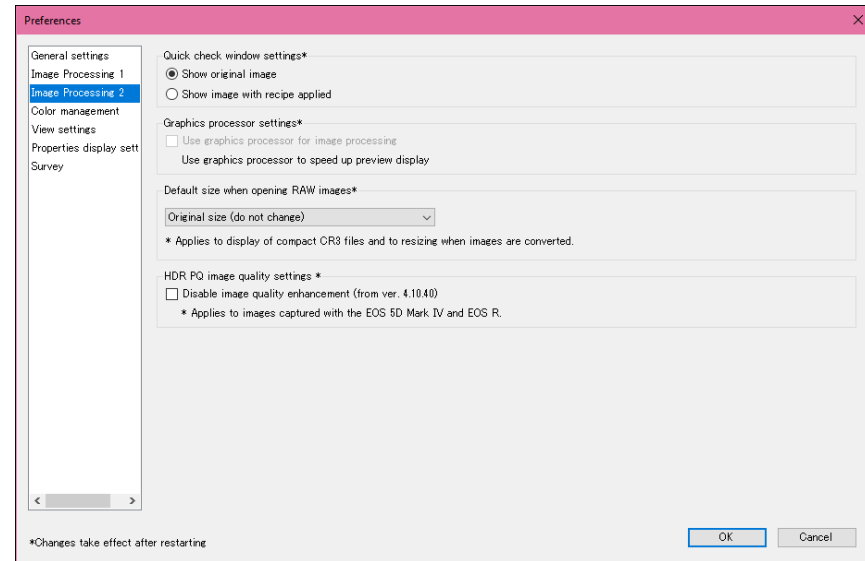 Preferences
General settings
Image Processing 1
Image Processing 2
Color management
View settings
Properties display sett
Survey
Quick check window settings*
Show original image
Show image with recipe applied
Graphics processor settings*
Use graphics processor for image processing
Use graphics processor to speed up preview display
Default size when opening RAW images*
Original size (do not change)
* Applies to display of compact CR3 files and to resizing when images are converted.
HDR PQ image quality settings *
Disable image quality enhancement (from ver. 4.10.40)
* Applies to images captured with the EOS 5D Mark IV and EOS R.
*Changes take effect after restarting
OK
Cancel